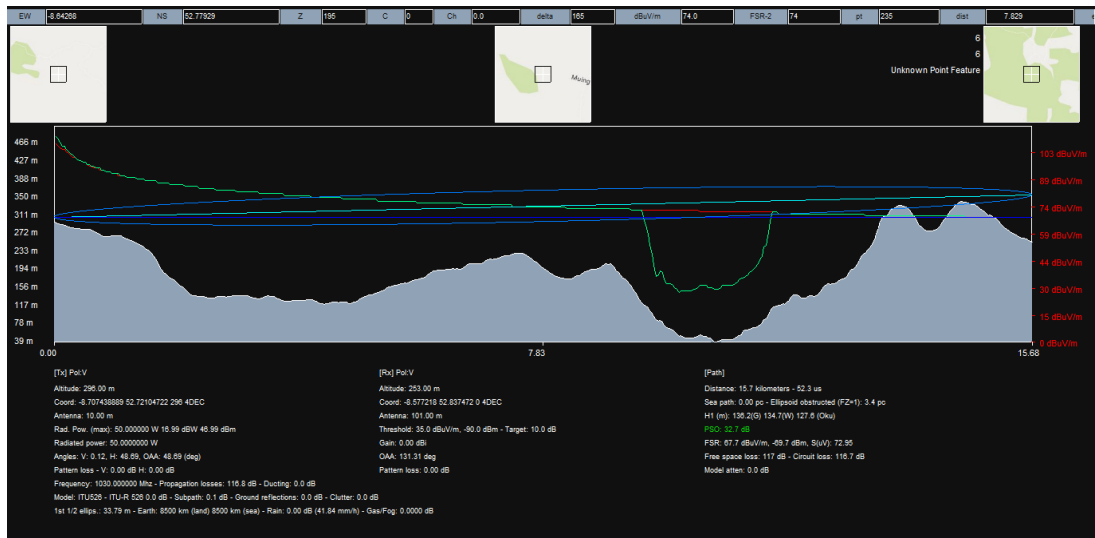 EW -8.64268 NS 52.77929 Z 195 C 0 Ch 0.0 delta 165 dBuV/m 74.0 FSR-2 74 pt 235 dist 7.829
6
6
Unknown Point Feature
Muing
466 m
427 m
388 m
350 m
311 m
272 m
233 m
194 m
156 m
117 m
78 m
39 m
103 dBuV/m
89 dBuV/m
74 dBuV/m
59 dBuV/m
44 dBuV/m
30 dBuV/m
15 dBuV/m
0 dBuV/m
0.00 7.83 15.68
[Tx] Pol:V
Altitude: 296.00 m
Coord: -8.707438889 52.72104722 296 4DEC
Antenna: 10.00 m
Rad. Pow. (max): 50.000000 W 16.99 dBW 46.99 dBm
Radiated power: 50.0000000 W
Angles: V: 0.12, H: 48.69, OAA: 48.69 (deg)
Pattern loss - V: 0.00 dB H: 0.00 dB
Frequency: 1030.000000 Mhz - Propagation losses: 116.8 dB - Ducting: 0.0 dB
Model: ITU526 - ITU-R 526 0.0 dB - Subpath: 0.1 dB - Ground reflections: 0.0 dB - Clutter: 0.0 dB
1st 1/2 ellips.: 33.79 m - Earth: 8500 km (land) 8500 km (sea) - Rain: 0.00 dB (41.84 mm/h) - Gas/Fog: 0.0000 dB
[Rx] Pol:V
Altitude: 253.00 m
Coord: -8.577218 52.837472 0 4DEC
Antenna: 101.00 m
Threshold: 35.0 dBuV/m, -90.0 dBm - Target: 10.0 dB
Gain: 0.00 dBi
OAA: 131.31 deg
Pattern loss: 0.00 dB
[Path]
Distance: 15.7 kilometers - 52.3 us
Sea path: 0.00 pc - Ellipsoid obstructed (FZ=1): 3.4 pc
H1 (m): 136.2(G) 134.7(W) 127.6 (Oku)
PSO: 32.7 dB
FSR: 67.7 dBuV/m, -69.7 dBm, S(uV): 72.95
Free space loss: 117 dB - Circuit loss: 116.7 dB
Model atten: 0.0 dB